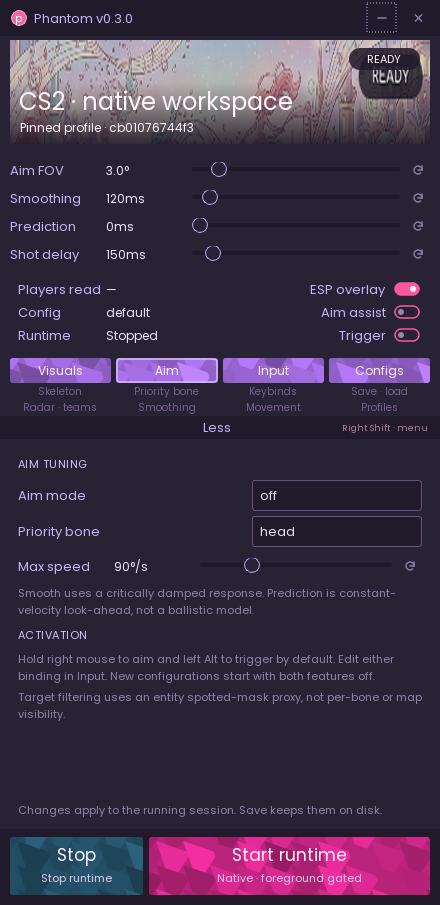 p Phantom v0.3.0
READY
READY
CS2 · native workspace
Pinned profile · cb01076744f3
Aim FOV 3.0°
Smoothing 120ms
Prediction 0ms
Shot delay 150ms
Players read — ESP overlay
Config default Aim assist
Runtime Stopped Trigger
Visuals Aim Input Configs
Skeleton Priority bone Keybinds Save · load
Radar · teams Smoothing Movement Profiles
Less Right Shift · menu
AIM TUNING
Aim mode off
Priority bone head
Max speed 90°/s
Smooth uses a critically damped response. Prediction is constant-
velocity look-ahead, not a ballistic model.
ACTIVATION
Hold right mouse to aim and left Alt to trigger by default. Edit either
binding in Input. New configurations start with both features off.
Target filtering uses an entity spotted-mask proxy, not per-bone or map
visibility.
Changes apply to the running session. Save keeps them on disk.
Stop Start runtime
Stop runtime Native · foreground gated